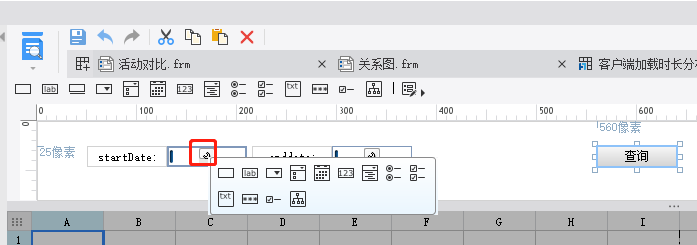 活动对比.frm
关系图.frm
客户端加载时长分布
lab
123
txt
0
100
200
300
400
500
600
560像素
25像素
startDate:
enddate:
查询
lab
123
txt
A
B
C
D
E
F
G
H
I
1